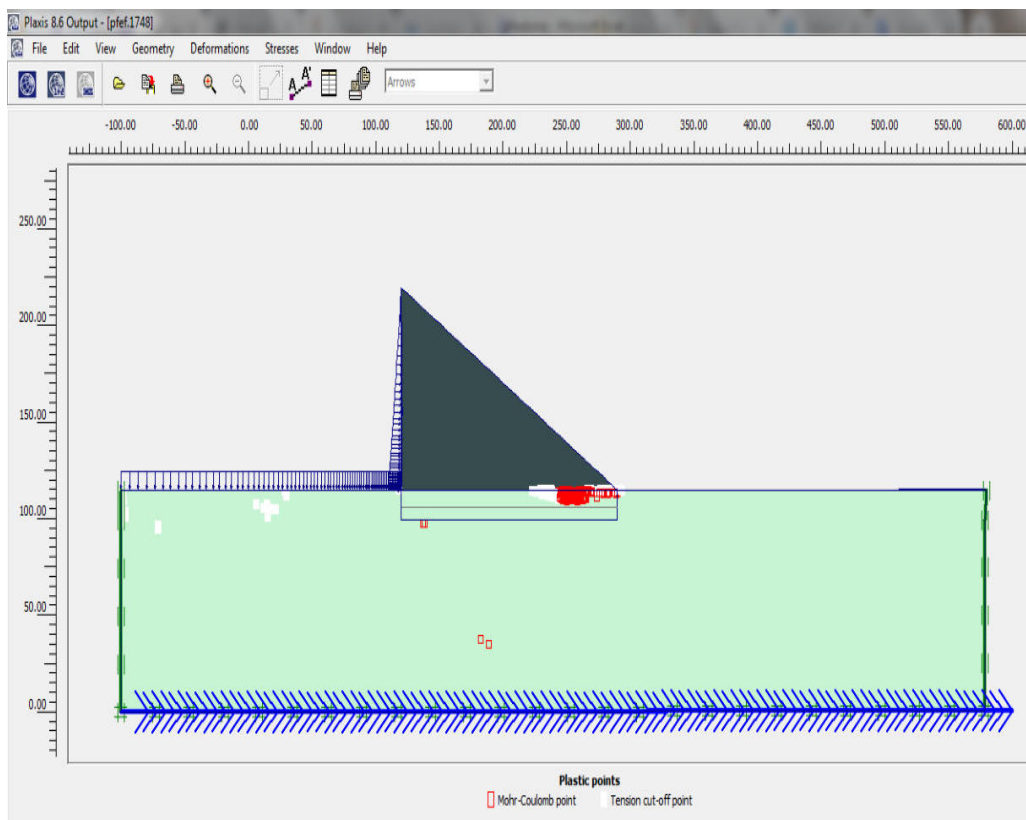 Plaxis 8.6 Output - [pfef.1748]
File Edit View Geometry Deformations Stresses Window Help
A A' Arrows
-100.00 -50.00 0.00 50.00 100.00 150.00 200.00 250.00 300.00 350.00 400.00 450.00 500.00 550.00 600.00
250.00
200.00
150.00
100.00
50.00
0.00
Plastic points
Mohr-Coulomb point Tension cut-off point